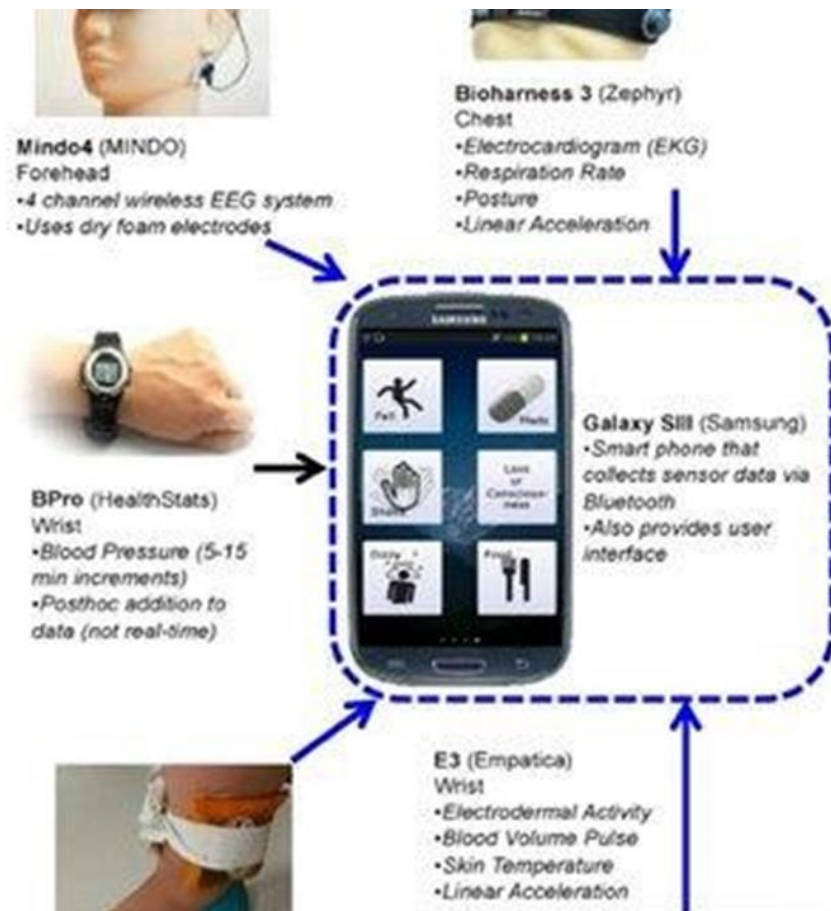 Mindo4 (MINDO)
Forehead
•4 channel wireless EEG system
•Uses dry foam electrodes
Bioharness 3 (Zephyr)
Chest
•Electrocardiogram (EKG)
•Respiration Rate
•Posture
•Linear Acceleration
BPro (HealthStats)
Wrist
•Blood Pressure (5-15
min increments)
•Posthoc addition to
data (not real-time)
SAMSUNG
Fall
Meds
Shake
Loss
of
Conscious-
ness
Dizzy
Food
Galaxy SIII (Samsung)
•Smart phone that
collects sensor data via
Bluetooth
•Also provides user
interface
E3 (Empatica)
Wrist
•Electrodermal Activity
•Blood Volume Pulse
•Skin Temperature
•Linear Acceleration